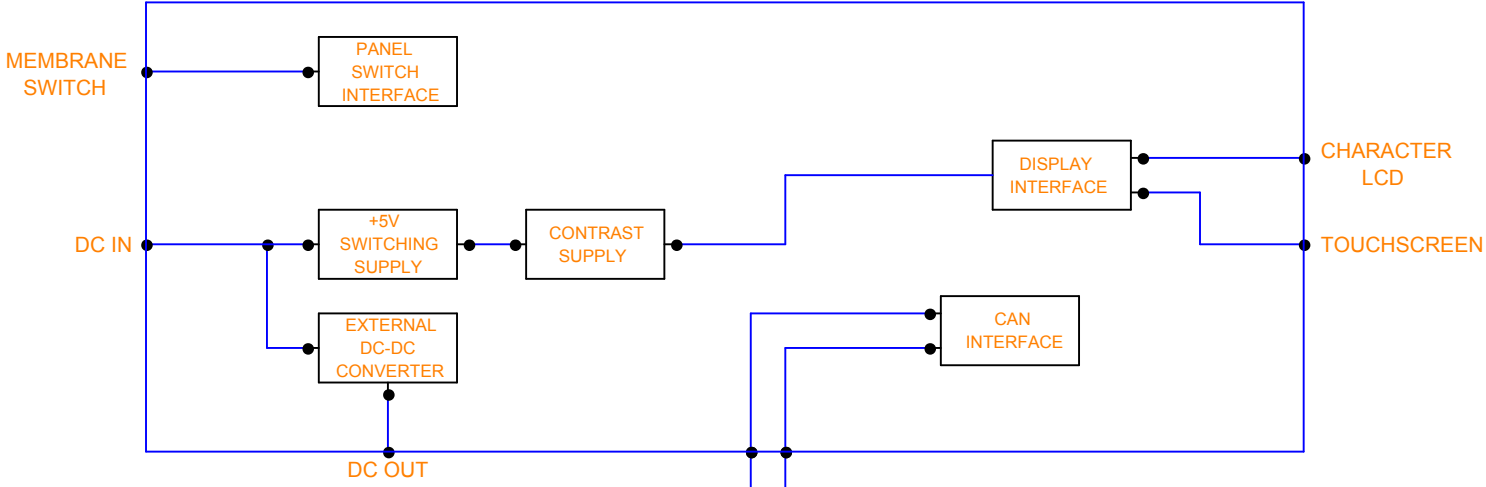 MEMBRANE
SWITCH
PANEL
SWITCH
INTERFACE
DISPLAY
INTERFACE
CHARACTER
LCD
DC IN
+5V
SWITCHING
SUPPLY
CONTRAST
SUPPLY
TOUCHSCREEN
EXTERNAL
DC-DC
CONVERTER
CAN
INTERFACE
DC OUT